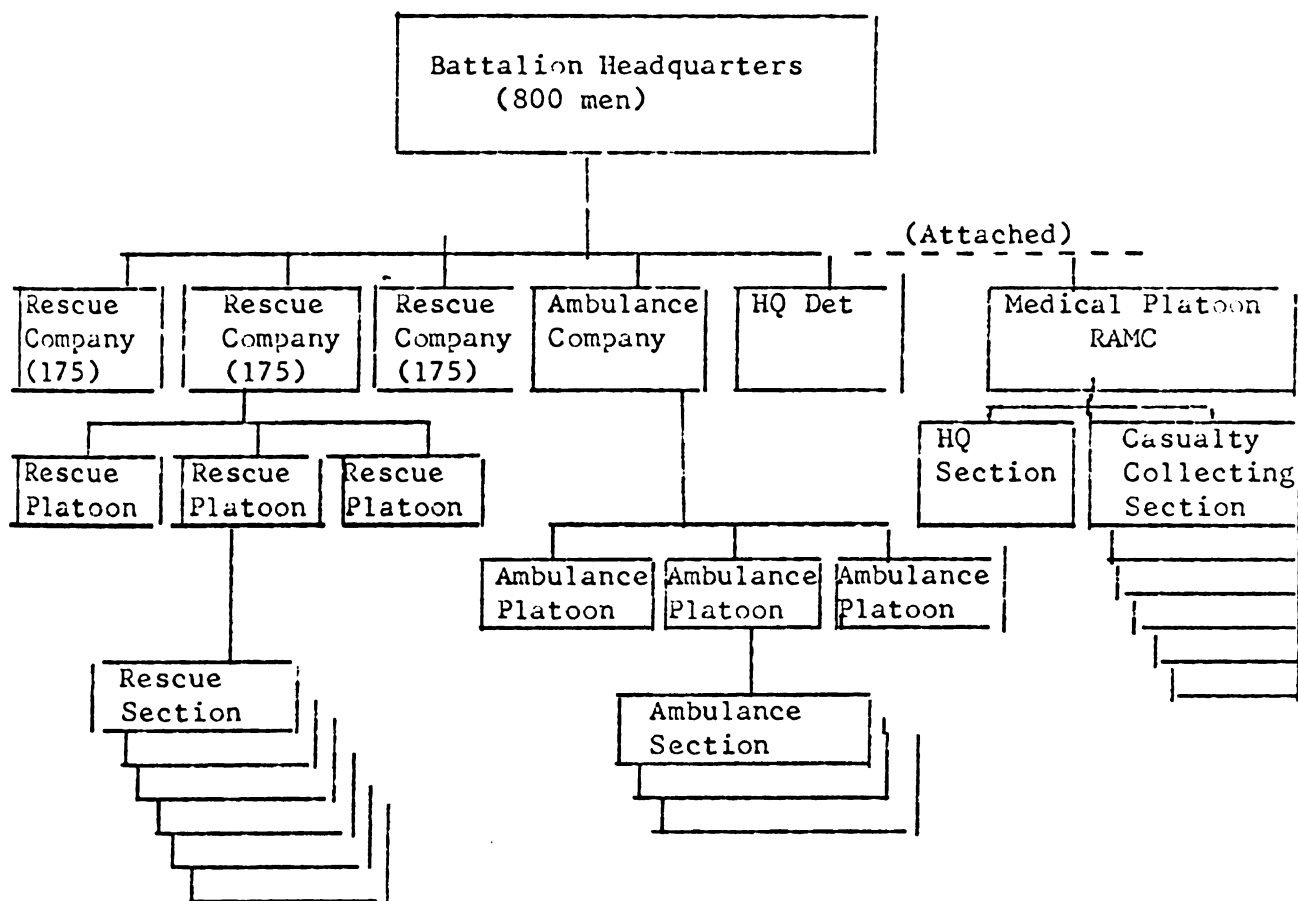 Battalion Headquarters
(800 men)
(Attached)
Rescue
Company
(175)
Rescue
Company
(175)
Rescue
Company
(175)
Ambulance
Company
HQ Det
Medical Platoon
RAMC
Rescue
Platoon
Rescue
Platoon
Rescue
Platoon
HQ
Section
Casualty
Collecting
Section
Ambulance
Platoon
Ambulance
Platoon
Ambulance
Platoon
Rescue
Section
Ambulance
Section